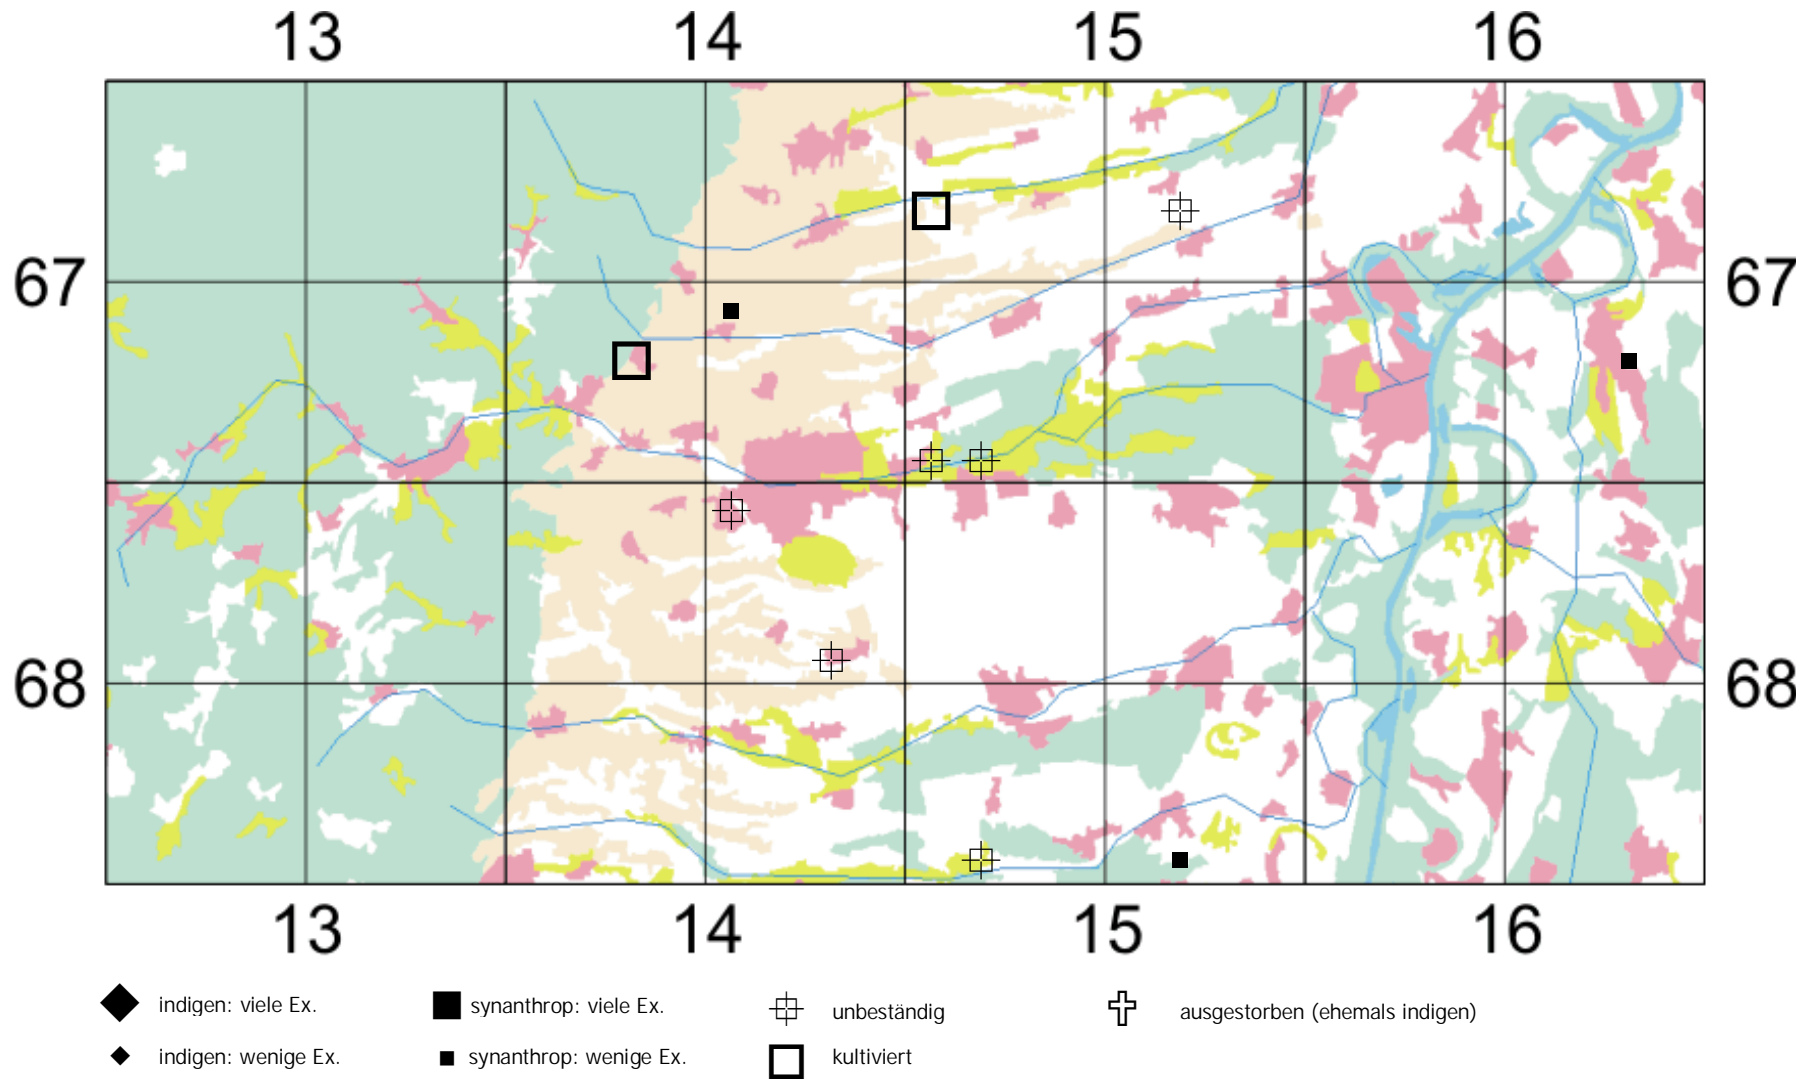 13 14 15 16
67 67
68 68
13 14 15 16
indigen: viele Ex. synanthrop: viele Ex. unbeständig ausgestorben (ehemals indigen)
indigen: wenige Ex. synanthrop: wenige Ex. kultiviert